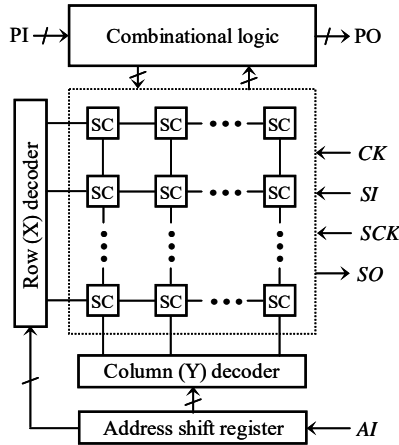 PI
Combinational logic
PO
Row (X) decoder
SC SC SC
SC SC SC
SC SC SC
CK
SI
SCK
SO
Column (Y) decoder
Address shift register
AI